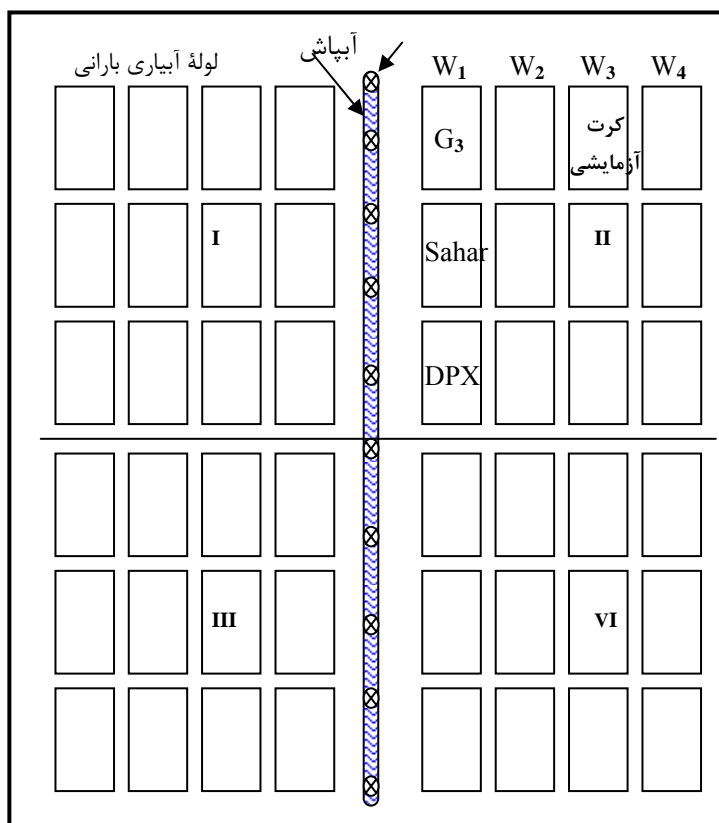 لولهٔ آبیاری بارانی
آبپاش
W1 W2 W3 W4
G3
کرت
آزمایشی
Sahar
DPX
I
II
III
VI